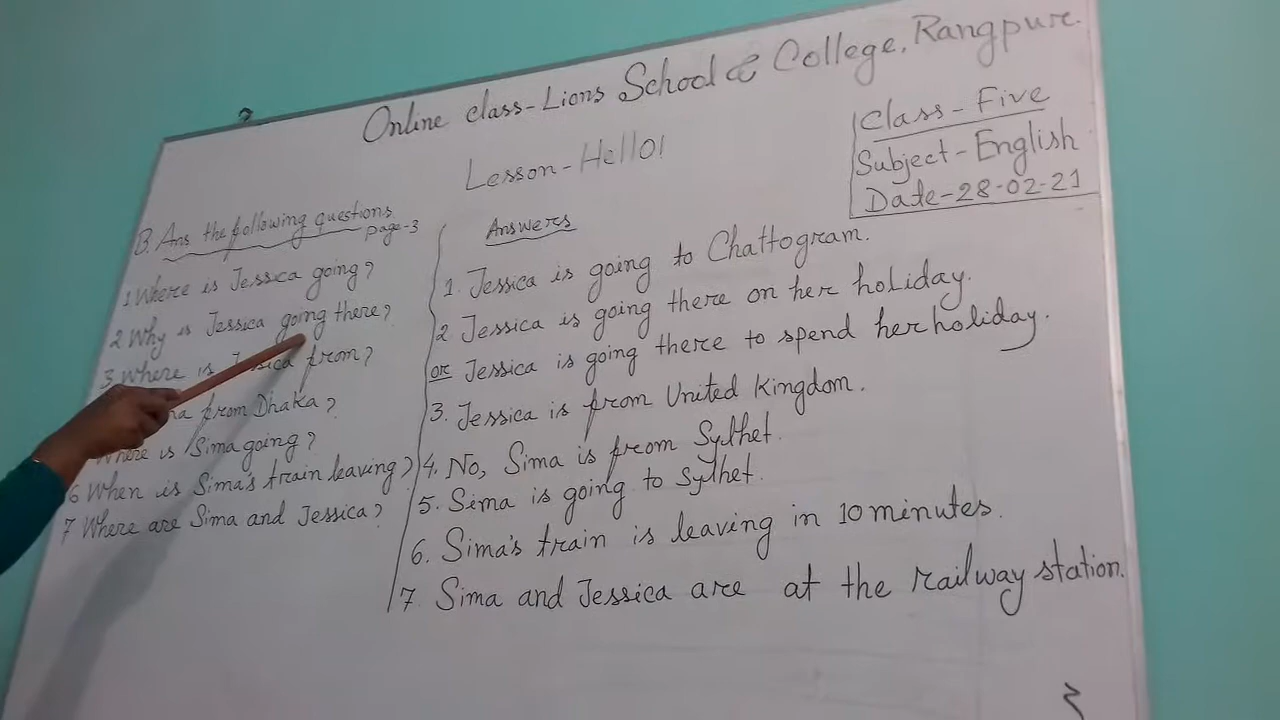 Online class-Lions School & College, Rangpur.
Lesson-Hello!
Class-Five
Subject-English
Date-28-02-21
B. Ans the following questions
page-3
1 Where is Jessica going?
2 Why is Jessica going there?
3 Where is from?
from Dhaka?
Where is Sima going?
6 When is Sima's train leaving?
7 Where are Sima and Jessica?
Answers
1. Jessica is going to Chattogram.
2 Jessica is going there on her holiday.
or Jessica is going there to spend her holiday.
3. Jessica is from United Kingdom.
4. No, Sima is from Sylhet.
5. Sima is going to Sylhet.
6. Sima's train is leaving in 10 minutes.
7. Sima and Jessica are at the railway station.